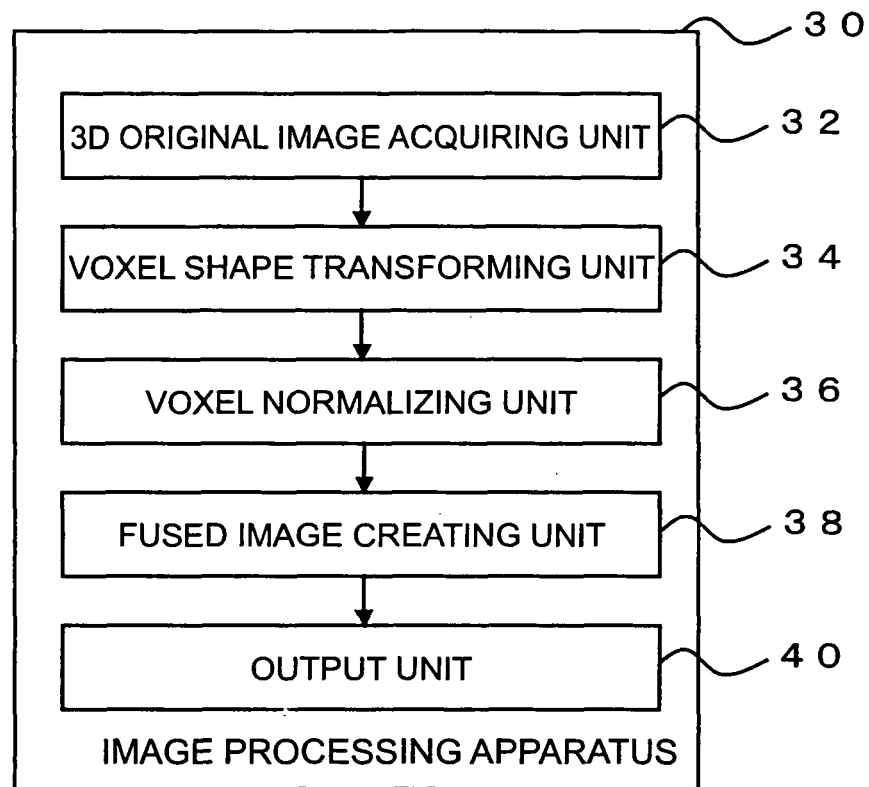 30
3D ORIGINAL IMAGE ACQUIRING UNIT
32
VOXEL SHAPE TRANSFORMING UNIT
34
VOXEL NORMALIZING UNIT
36
FUSED IMAGE CREATING UNIT
38
OUTPUT UNIT
40
IMAGE PROCESSING APPARATUS